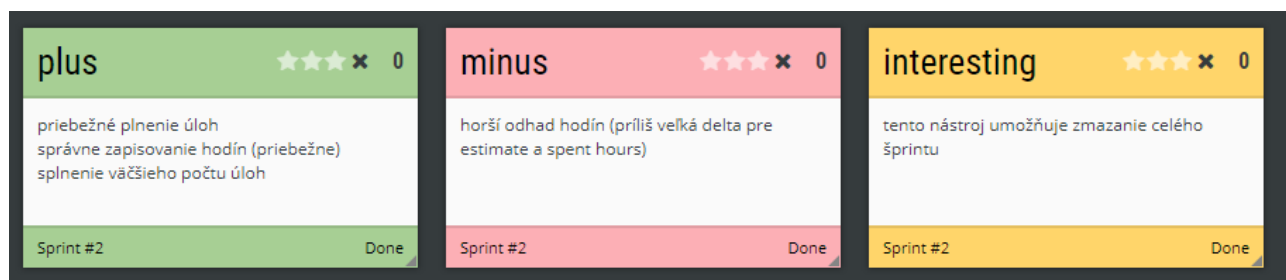 plus 0
priebežné plnenie úloh
správne zapisovanie hodín (priebežne)
splnenie väčšieho počtu úloh
Sprint #2 Done
minus 0
horší odhad hodín (príliš veľká delta pre
estimate a spent hours)
Sprint #2 Done
interesting 0
tento nástroj umožňuje zmazanie celého
šprintu
Sprint #2 Done